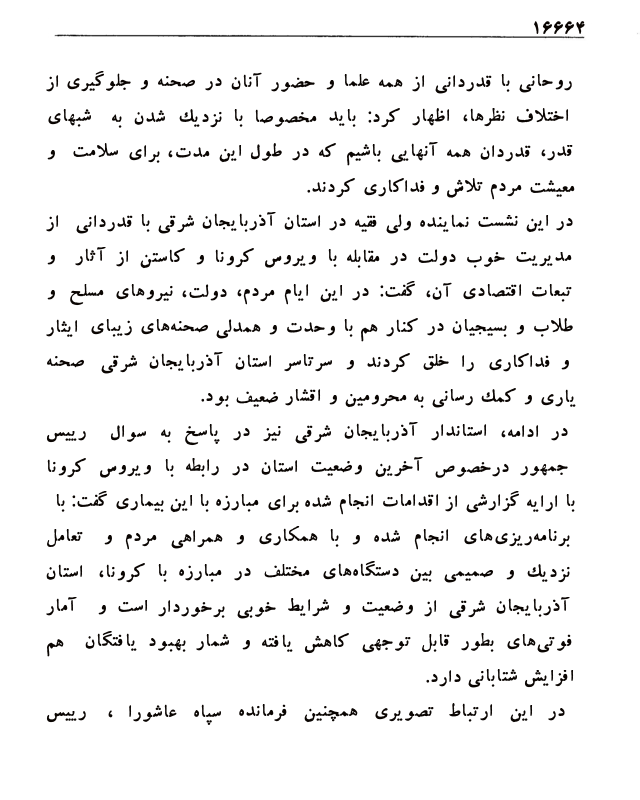 ۱۶۶۶۴
روحانی با قدردانی از همه علما و حضور آنان در صحنه و جلوگیری از
اختلاف نظرها، اظهار کرد: باید مخصوصا با نزدیك شدن به شبهای
قدر، قدردان همه آنهایی باشیم که در طول این مدت، برای سلامت و
معیشت مردم تلاش و فداکاری کردند.
در این نشست نماینده ولی فقیه در استان آذربایجان شرقی با قدردانی از
مدیریت خوب دولت در مقابله با ویروس کرونا و کاستن از آثار و
تبعات اقتصادی آن، گفت: در این ایام مردم، دولت، نیروهای مسلح و
طلاب و بسیجیان در کنار هم با وحدت و همدلی صحنه‌های زیبای ایثار
و فداکاری را خلق کردند و سرتاسر استان آذربایجان شرقی صحنه
یاری و کمك رسانی به محرومین و اقشار ضعیف بود.
در ادامه، استاندار آذربایجان شرقی نیز در پاسخ به سوال رییس
جمهور درخصوص آخرین وضعیت استان در رابطه با ویروس کرونا
با ارایه گزارشی از اقدامات انجام شده برای مبارزه با این بیماری گفت: با
برنامه‌ریزی‌های انجام شده و با همکاری و همراهی مردم و تعامل
نزدیك و صمیمی بین دستگاه‌های مختلف در مبارزه با کرونا، استان
آذربایجان شرقی از وضعیت و شرایط خوبی برخوردار است و آمار
فوتی‌های بطور قابل توجهی کاهش یافته و شمار بهبود یافتگان هم
افزایش شتابانی دارد.
در این ارتباط تصویری همچنین فرمانده سپاه عاشورا ، رییس